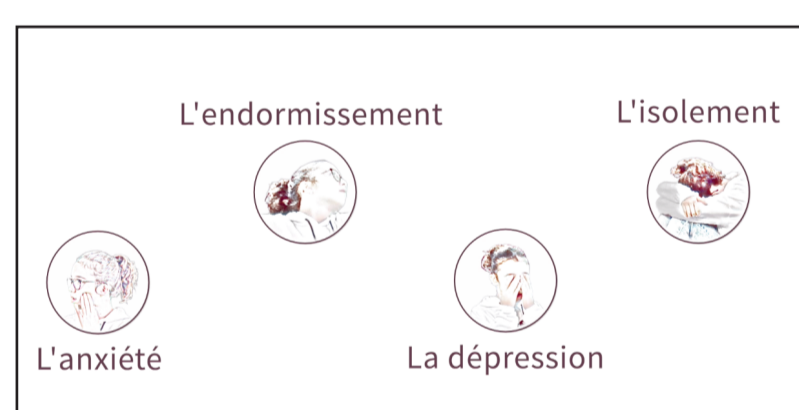 L'endormissement
L'isolement
L'anxiété
La dépression